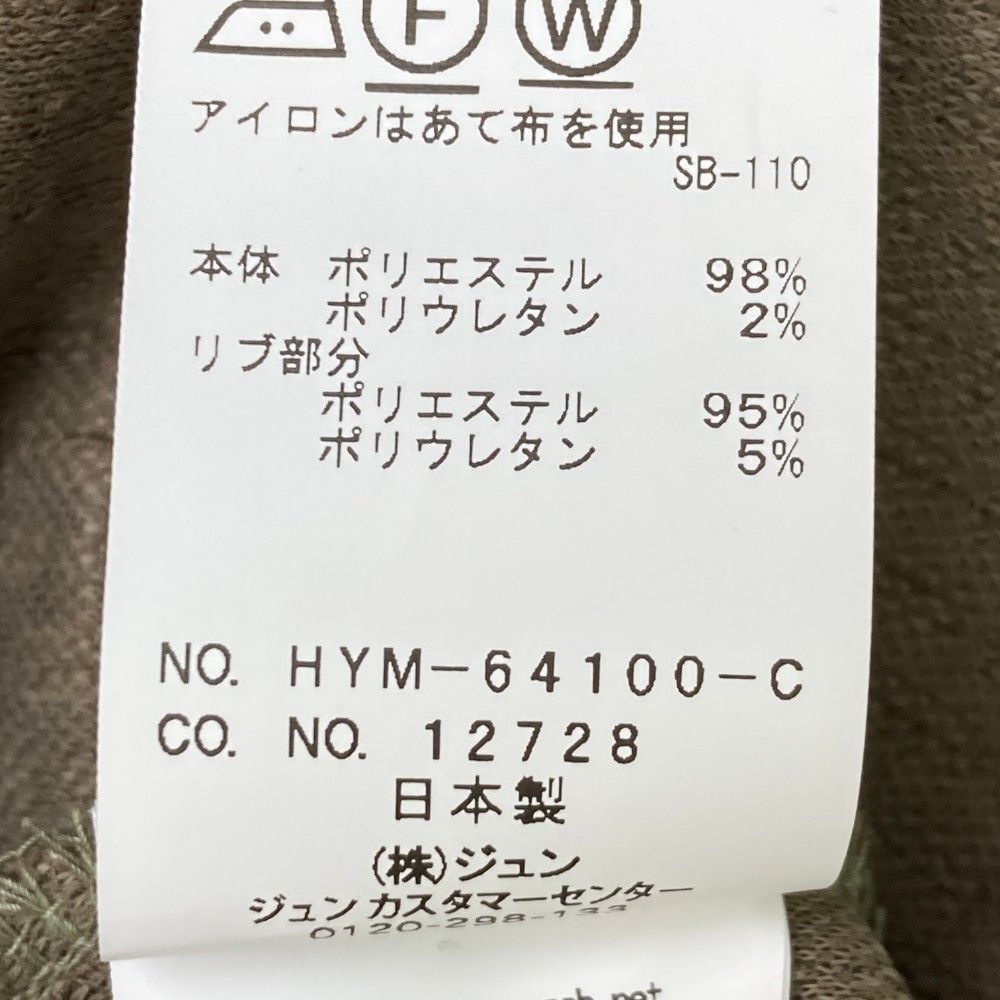 F W
アイロンはあて布を使用
SB-110
本体 ポリエステル 98%
ポリウレタン 2%
リブ部分
ポリエステル 95%
ポリウレタン 5%
NO. HYM-64100-C
CO. NO. 12728
日本製
(株)ジュン
ジュンカスタマーセンター
0120-298-133